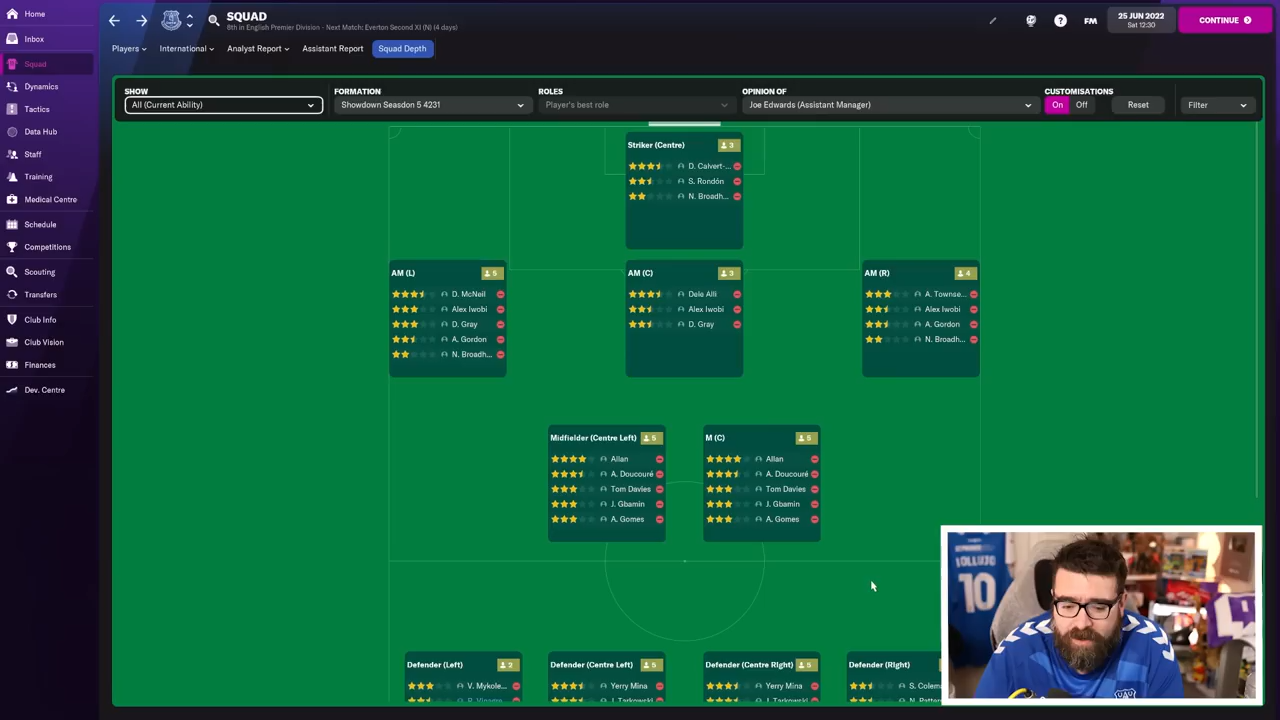 Home
Inbox
Squad
Dynamics
Tactics
Data Hub
Staff
Training
Medical Centre
Schedule
Competitions
Scouting
Transfers
Club Info
Club Vision
Finances
Dev. Centre
SQUAD
6th in English Premier Division - Next Match: Everton Second XI (N) (4 days)
FM
25 JUN 2022
Sat 12:30
CONTINUE
Players
International
Analyst Report
Assistant Report
Squad Depth
SHOW
All (Current Ability)
FORMATION
Showdown Seasdon 5 4231
ROLES
Player's best role
OPINION OF
Joe Edwards (Assistant Manager)
CUSTOMISATIONS
On Off
Reset
Filter
Striker (Centre) 3
D. Calvert-...
S. Rondón
N. Broadh...
AM (L) 5
D. McNeil
Alex Iwobi
D. Gray
A. Gordon
N. Broadh...
AM (C) 3
Dele Alli
Alex Iwobi
D. Gray
AM (R) 4
A. Townse...
Alex Iwobi
A. Gordon
N. Broadh...
Midfielder (Centre Left) 5
Allan
A. Doucouré
Tom Davies
J. Gbamin
A. Gomes
M (C) 5
Allan
A. Doucouré
Tom Davies
J. Gbamin
A. Gomes
Defender (Left)
V. Mykole...
R. Vinagre
Defender (Centre Left) 5
Yerry Mina
J. Tarkowski
Defender (Centre Right) 5
Yerry Mina
J. Tarkowski
Defender (Right)
S. Colem
N. Patter
10